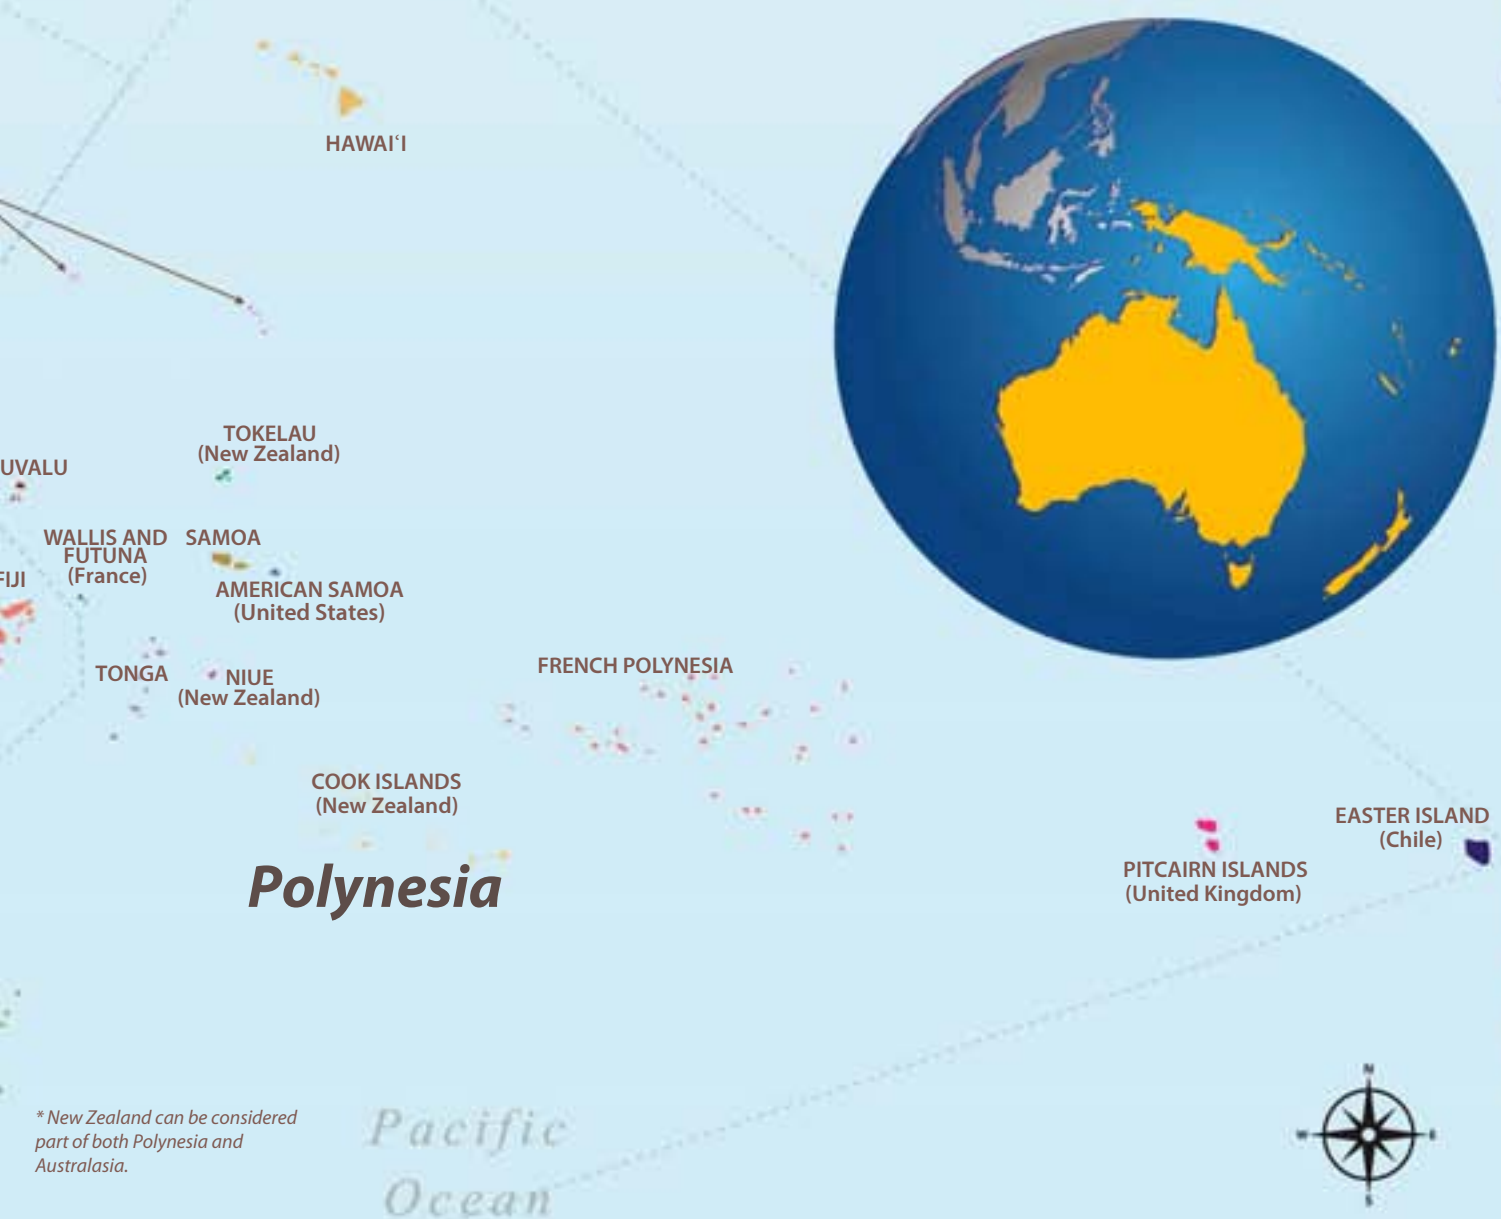 HAWAIʻI
TOKELAU
(New Zealand)
UVALU
WALLIS AND
FUTUNA
(France)
SAMOA
FIJI
AMERICAN SAMOA
(United States)
TONGA
NIUE
(New Zealand)
FRENCH POLYNESIA
COOK ISLANDS
(New Zealand)
EASTER ISLAND
(Chile)
PITCAIRN ISLANDS
(United Kingdom)
Polynesia
N
W
E
S
* New Zealand can be considered
part of both Polynesia and
Australasia.
Pacific
Ocean